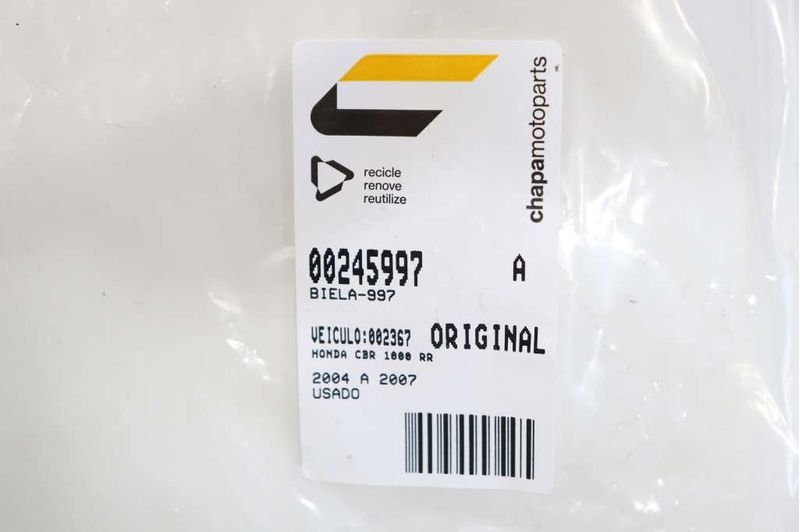 chapamotoparts
recicle
renove
reutilize
00245997 A
BIELA-997
VEICULO:002367 ORIGINAL
HONDA CBR 1000 RR
2004 A 2007
USADO